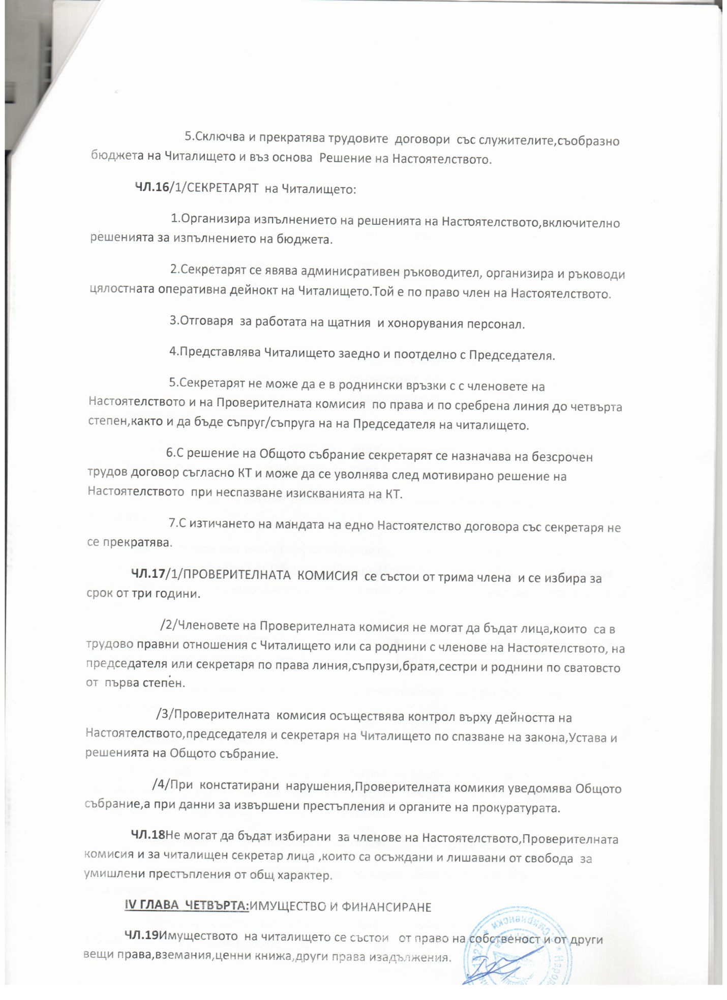 5.Сключва и прекратява трудовите договори със служителите,съобразно
бюджета на Читалището и въз основа Решение на Настоятелството.
ЧЛ.16/1/СЕКРЕТАРЯТ на Читалището:
1.Организира изпълнението на решенията на Настоятелството,включително
решенията за изпълнението на бюджета.
2.Секретарят се явява админисративен ръководител, организира и ръководи
цялостната оперативна дейнокт на Читалището.Той е по право член на Настоятелството.
3.Отговаря за работата на щатния и хонорувания персонал.
4.Представлява Читалището заедно и поотделно с Председателя.
5.Секретарят не може да е в роднински връзки с с членовете на
Настоятелството и на Проверителната комисия по права и по сребрена линия до четвърта
степен,както и да бъде съпруг/съпруга на на Председателя на читалището.
6.С решение на Общото събрание секретарят се назначава на безсрочен
трудов договор съгласно КТ и може да се уволнява след мотивирано решение на
Настоятелството при неспазване изискванията на КТ.
7.С изтичането на мандата на едно Настоятелство договора със секретаря не
се прекратява.
ЧЛ.17/1/ПРОВЕРИТЕЛНАТА КОМИСИЯ се състои от трима члена и се избира за
срок от три години.
/2/Членовете на Проверителната комисия не могат да бъдат лица,които са в
трудово правни отношения с Читалището или са роднини с членове на Настоятелството, на
председателя или секретаря по права линия,съпрузи,братя,сестри и роднини по сватовсто
от първа степен.
/3/Проверителната комисия осъществява контрол върху дейността на
Настоятелството,председателя и секретаря на Читалището по спазване на закона,Устава и
решенията на Общото събрание.
/4/При констатирани нарушения,Проверителната комикия уведомява Общото
събрание,а при данни за извършени престъпления и органите на прокуратурата.
ЧЛ.18Не могат да бъдат избирани за членове на Настоятелството,Проверителната
комисия и за читалищен секретар лица ,които са осъждани и лишавани от свобода за
умишлени престъпления от общ характер.
IV ГЛАВА ЧЕТВЪРТА:ИМУЩЕСТВО И ФИНАНСИРАНЕ
ЧЛ.19Имуществото на читалището се състои от право на собственост и от други
вещи права,вземания,ценни книжа,други права изадължения.
1927 * с.Смирненски * Народ